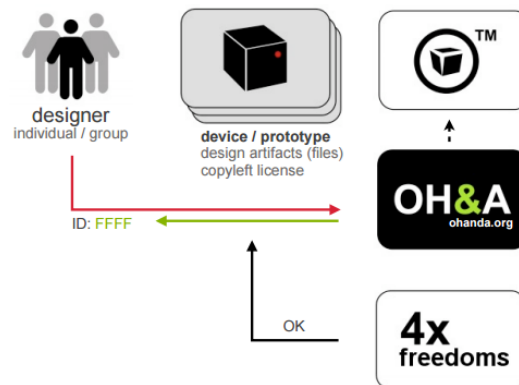 TM
designer
individual / group
device / prototype
design artifacts (files)
copyleft license
OH&A
ohanda.org
ID: FFFF
OK
4x
freedoms